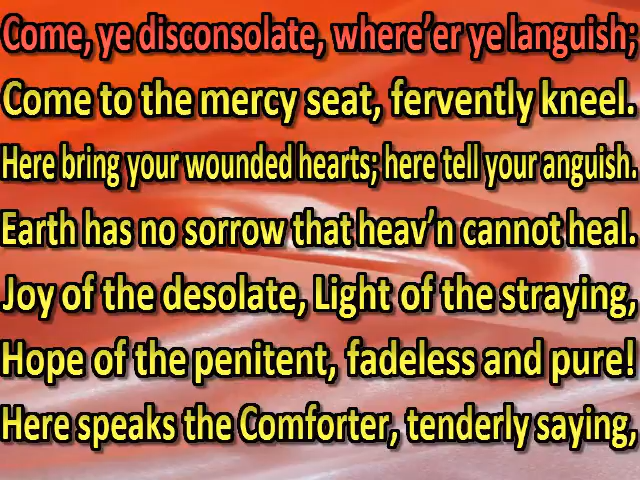 Come, ye disconsolate, where’er ye languish;
Come to the mercy seat, fervently kneel.
Here bring your wounded hearts; here tell your anguish.
Earth has no sorrow that heav’n cannot heal.
Joy of the desolate, Light of the straying,
Hope of the penitent, fadeless and pure!
Here speaks the Comforter, tenderly saying,